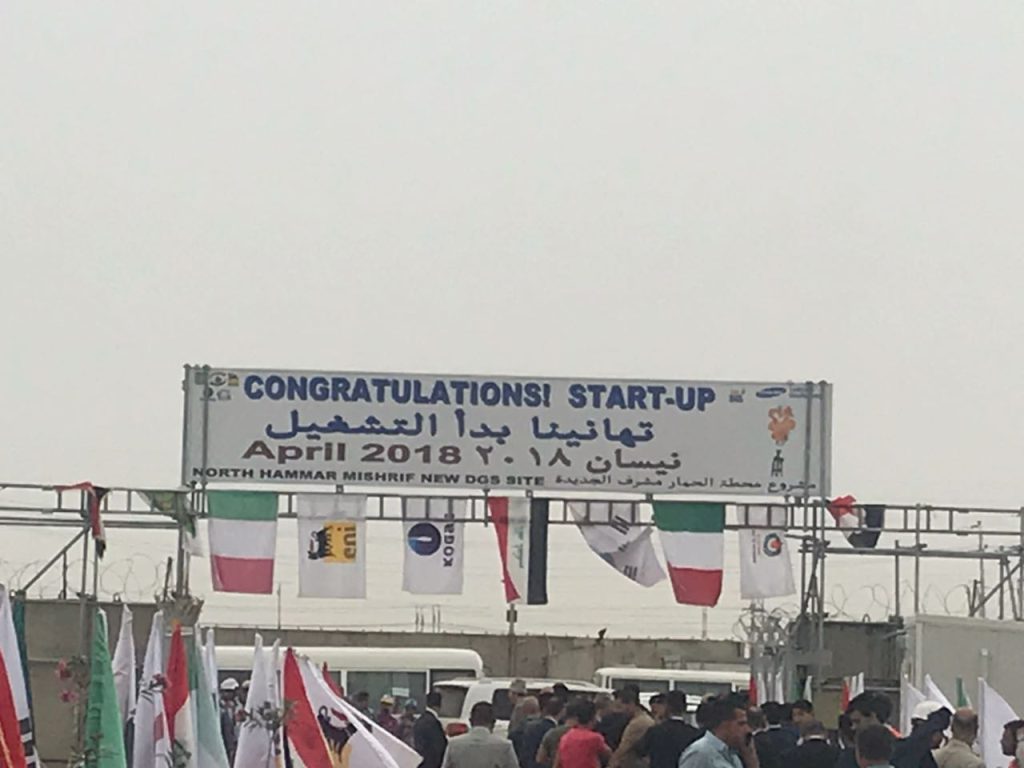 CONGRATULATIONS! START-UP
تهانينا بدأ التشغيل
April 2018 نيسان ٢٠١٨
NORTH HAMMAR MISHRIF NEW DGS SITE مشروع محطة الحمار مشرف الجديدة
eni
KOGAS